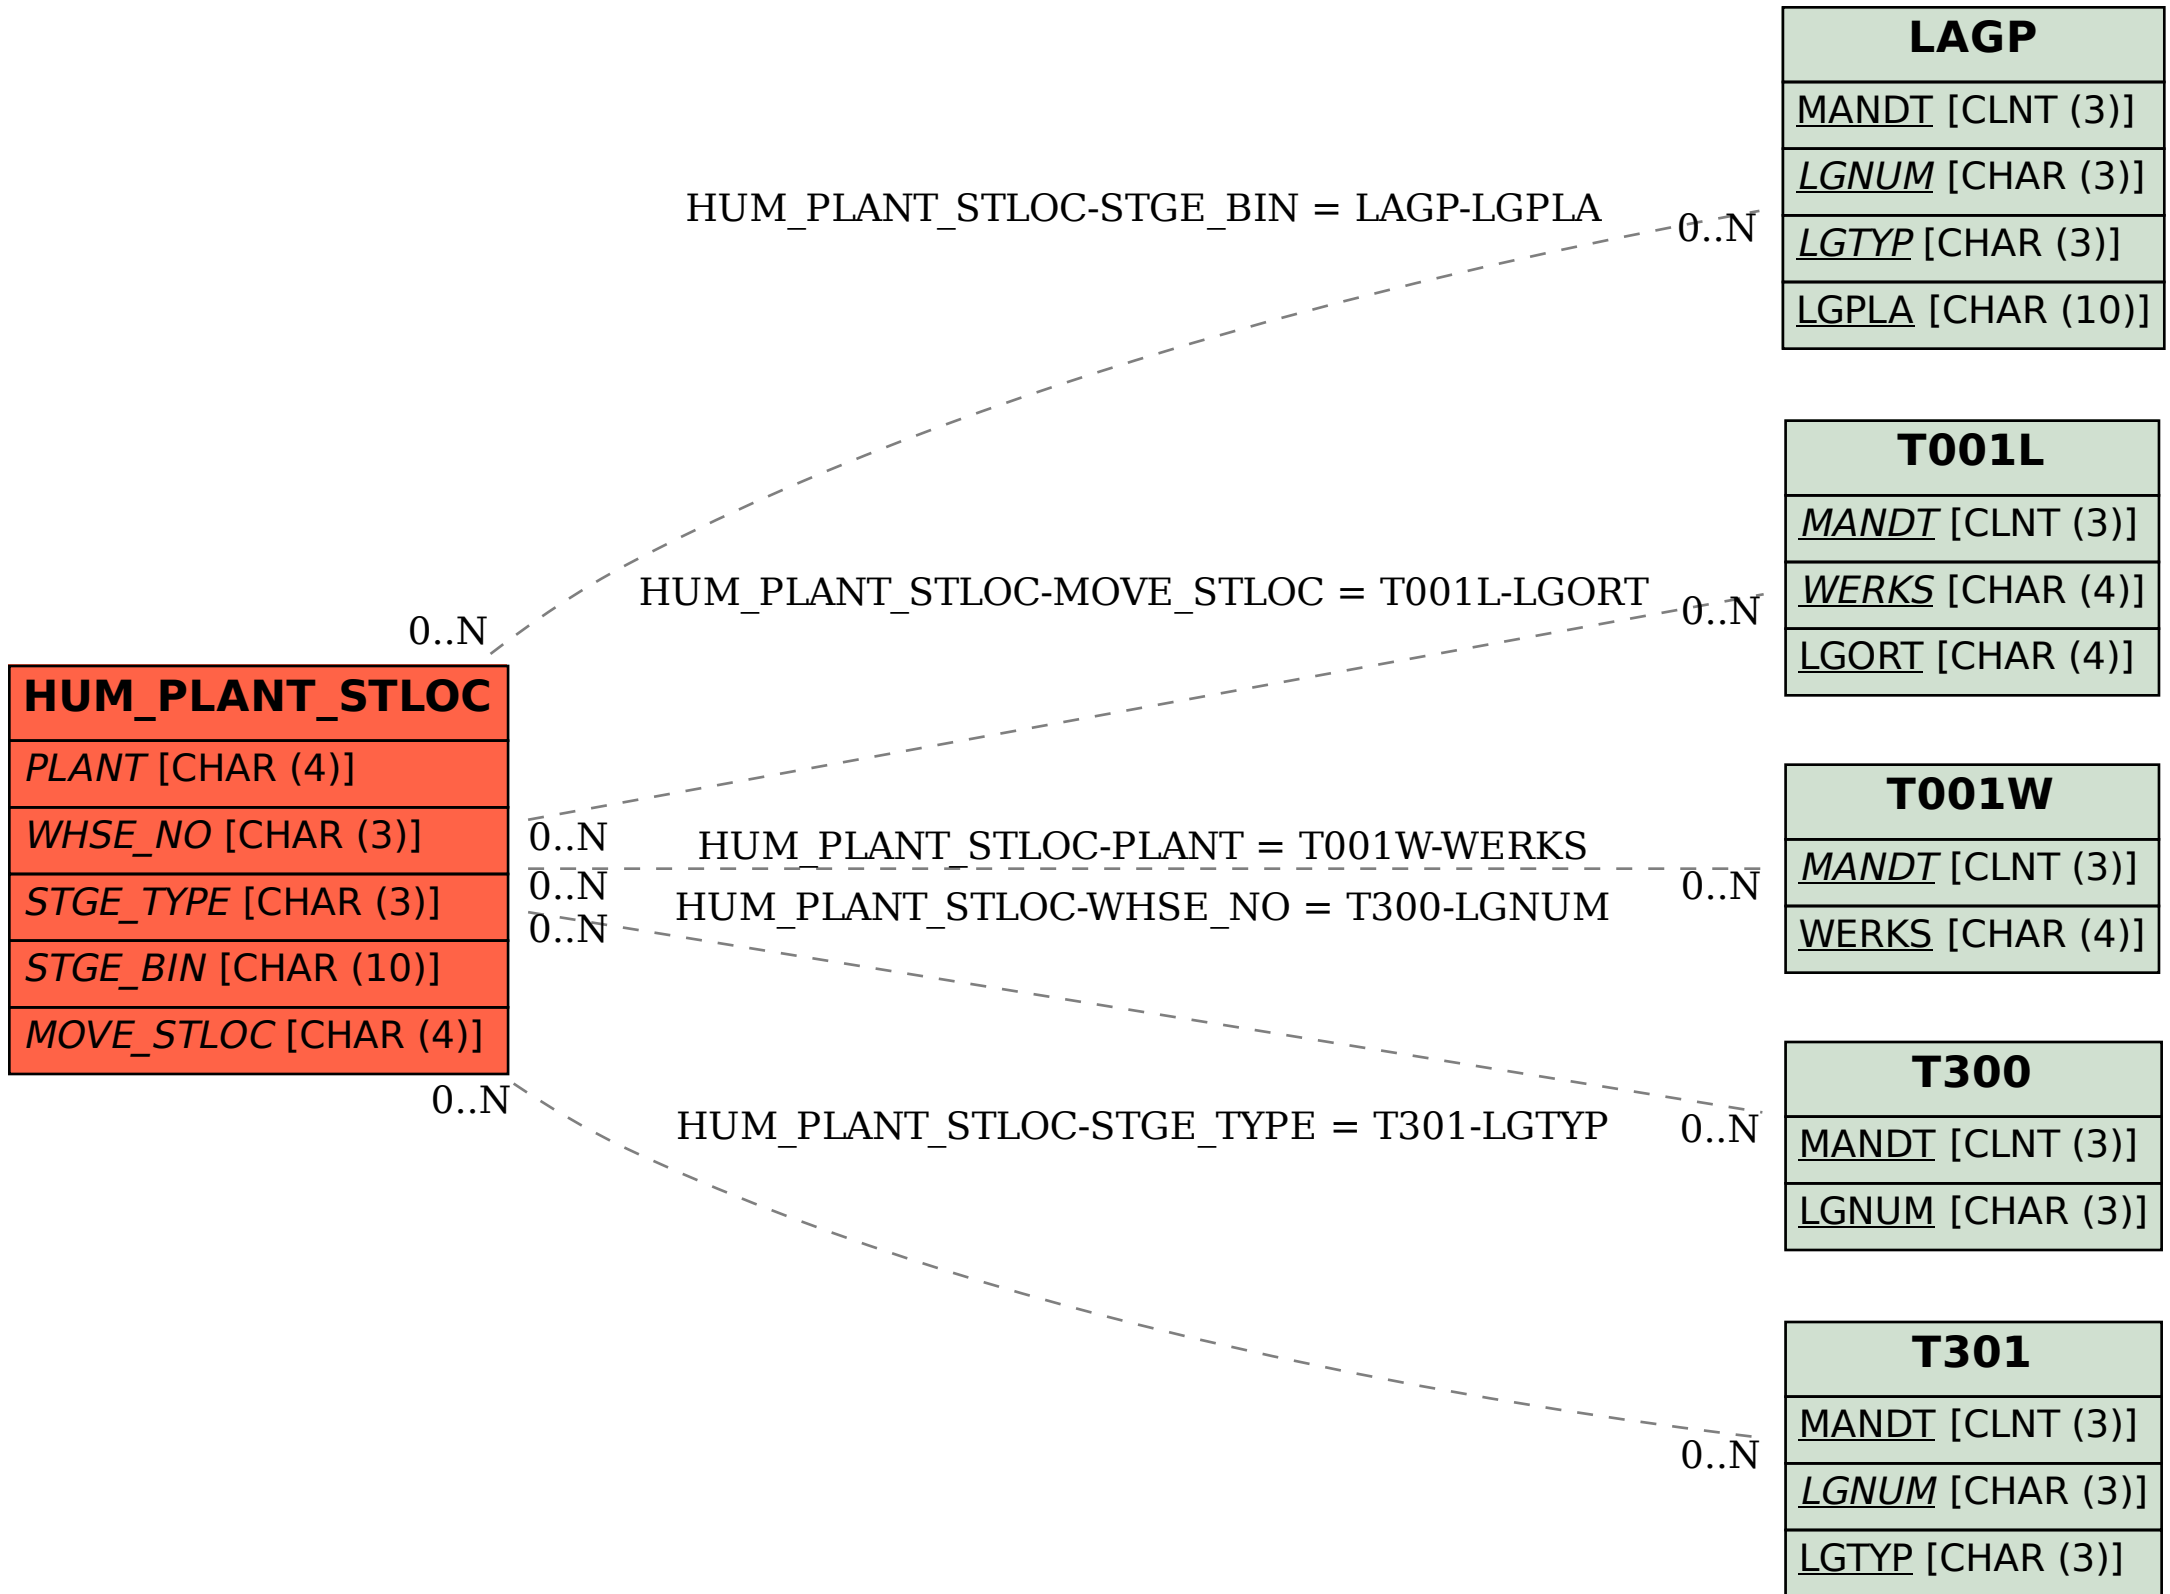 LAGP
MANDT [CLNT (3)]
LGNUM [CHAR (3)]
LGTYP [CHAR (3)]
LGPLA [CHAR (10)]
HUM_PLANT_STLOC-STGE_BIN = LAGP-LGPLA
0..N
0..N
T001L
MANDT [CLNT (3)]
WERKS [CHAR (4)]
LGORT [CHAR (4)]
HUM_PLANT_STLOC-MOVE_STLOC = T001L-LGORT
0..N
0..N
HUM_PLANT_STLOC
PLANT [CHAR (4)]
WHSE_NO [CHAR (3)]
STGE_TYPE [CHAR (3)]
STGE_BIN [CHAR (10)]
MOVE_STLOC [CHAR (4)]
T001W
MANDT [CLNT (3)]
WERKS [CHAR (4)]
HUM_PLANT_STLOC-PLANT = T001W-WERKS
0..N
0..N
HUM_PLANT_STLOC-WHSE_NO = T300-LGNUM
0..N
0..N
T300
MANDT [CLNT (3)]
LGNUM [CHAR (3)]
HUM_PLANT_STLOC-STGE_TYPE = T301-LGTYP
0..N
0..N
T301
MANDT [CLNT (3)]
LGNUM [CHAR (3)]
LGTYP [CHAR (3)]